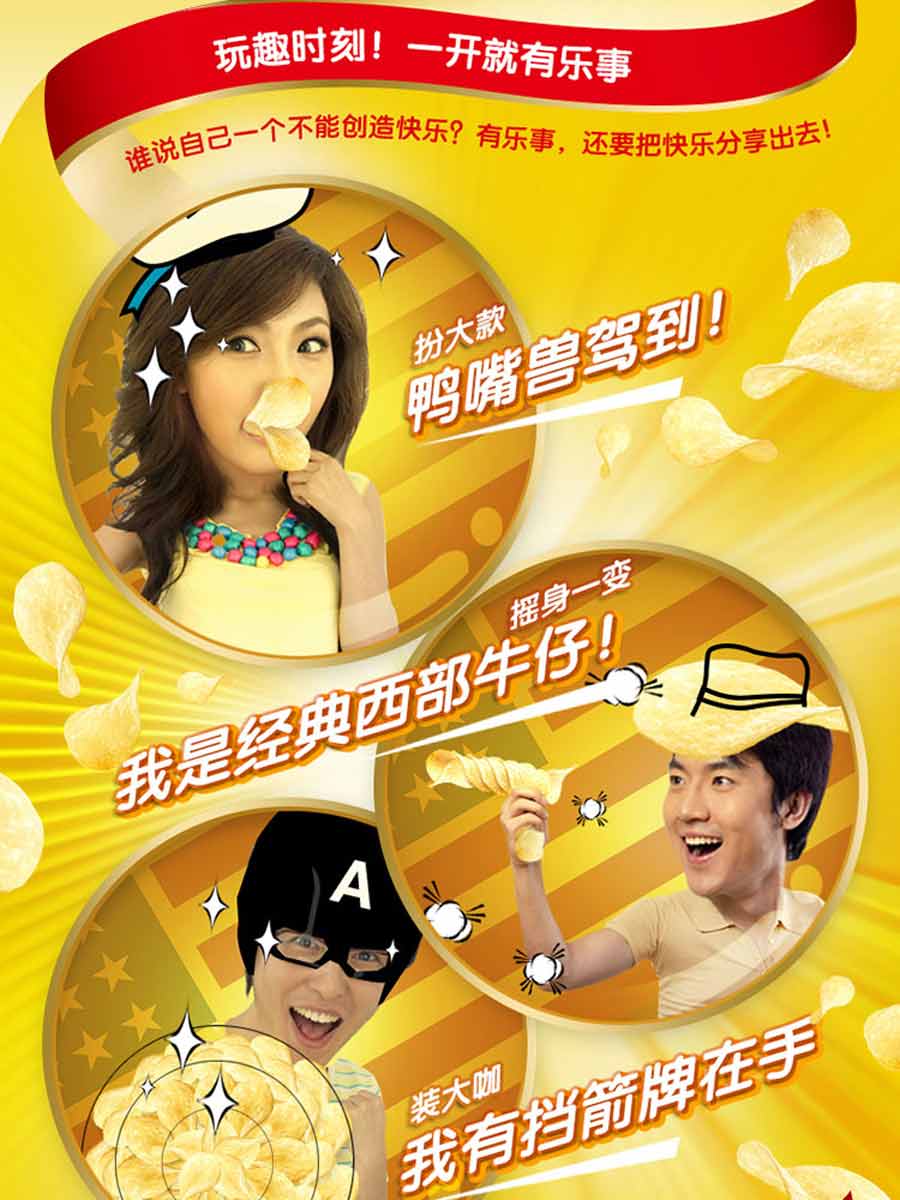 玩趣时刻！一开就有乐事
谁说自己一个不能创造快乐？有乐事，还要把快乐分享出去！
扮大款
鸭嘴兽驾到！
摇身一变
我是经典西部牛仔！
A
装大咖
我有挡箭牌在手